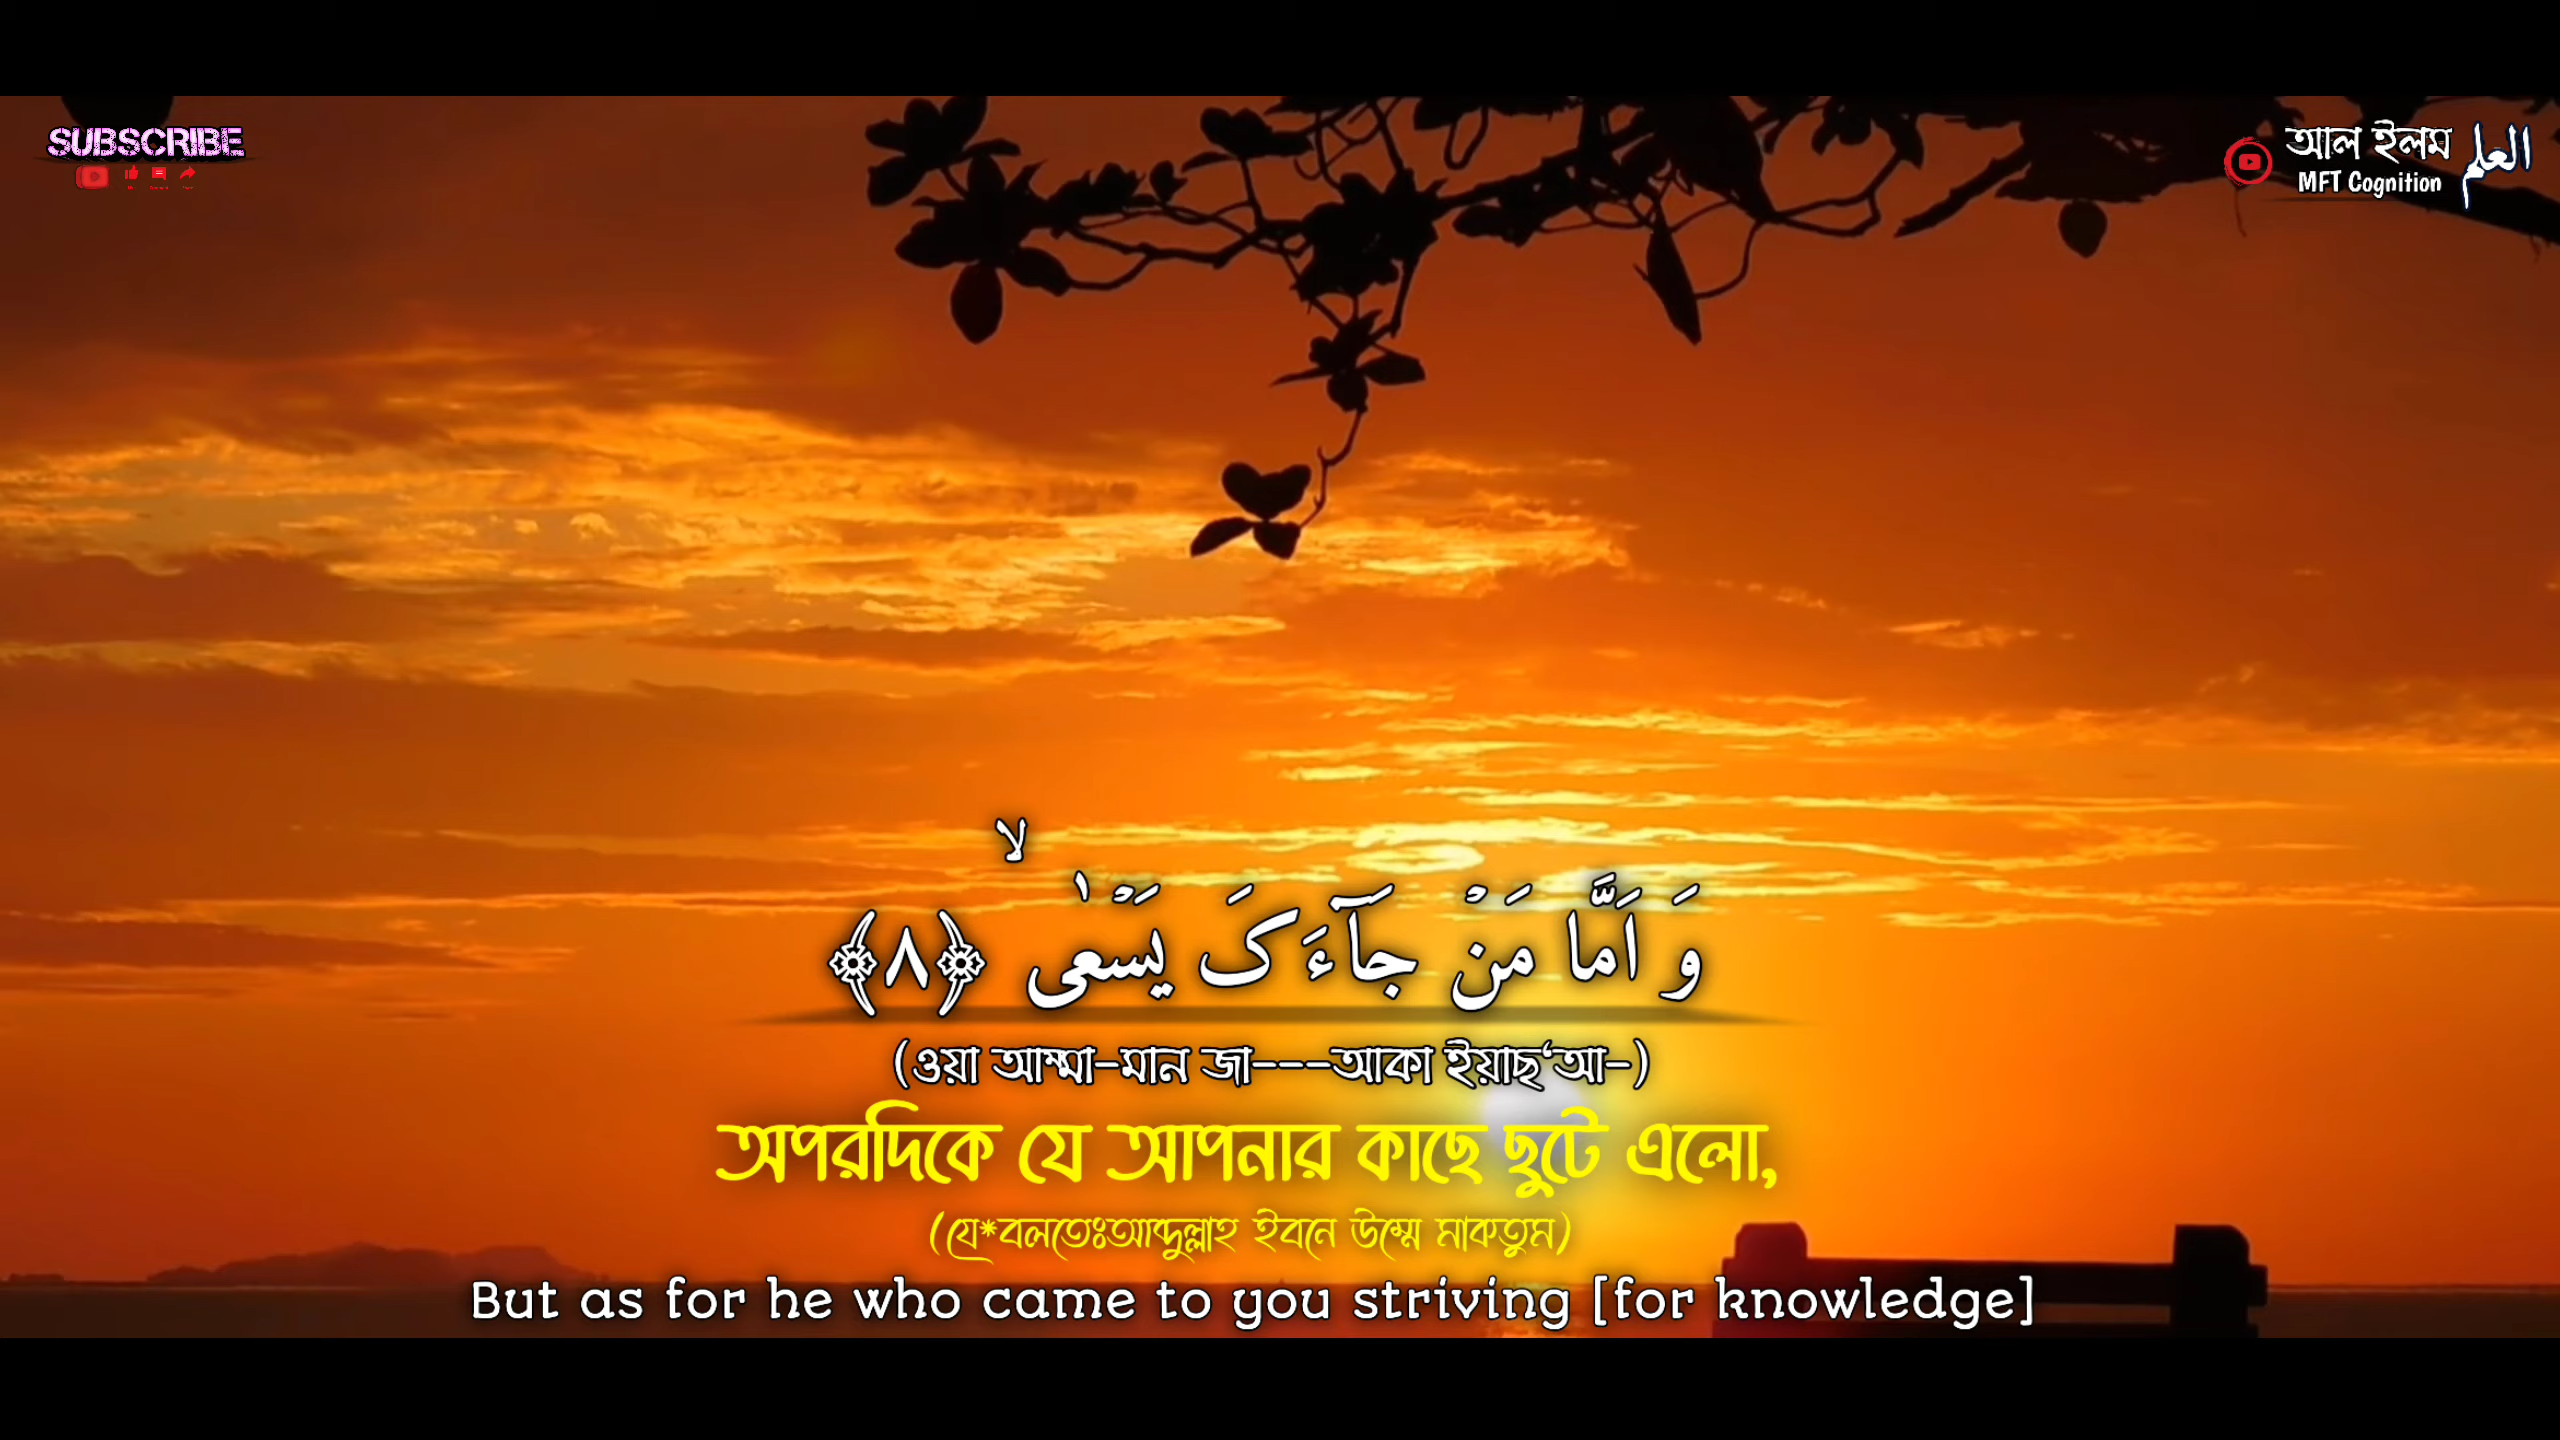 SUBSCRIBE
আল ইলম
MFT Cognition
العلم
وَ اَمَّا مَنۡ جَآءَکَ یَسۡعٰی ۙ﴿۸﴾
(ওয়া আম্মা-মান জা---আকা ইয়াছ‘আ-)
অপরদিকে যে আপনার কাছে ছুটে এলো,
(যে*বলতেঃআব্দুল্লাহ ইবনে উম্মে মাকতুম)
But as for he who came to you striving [for knowledge]